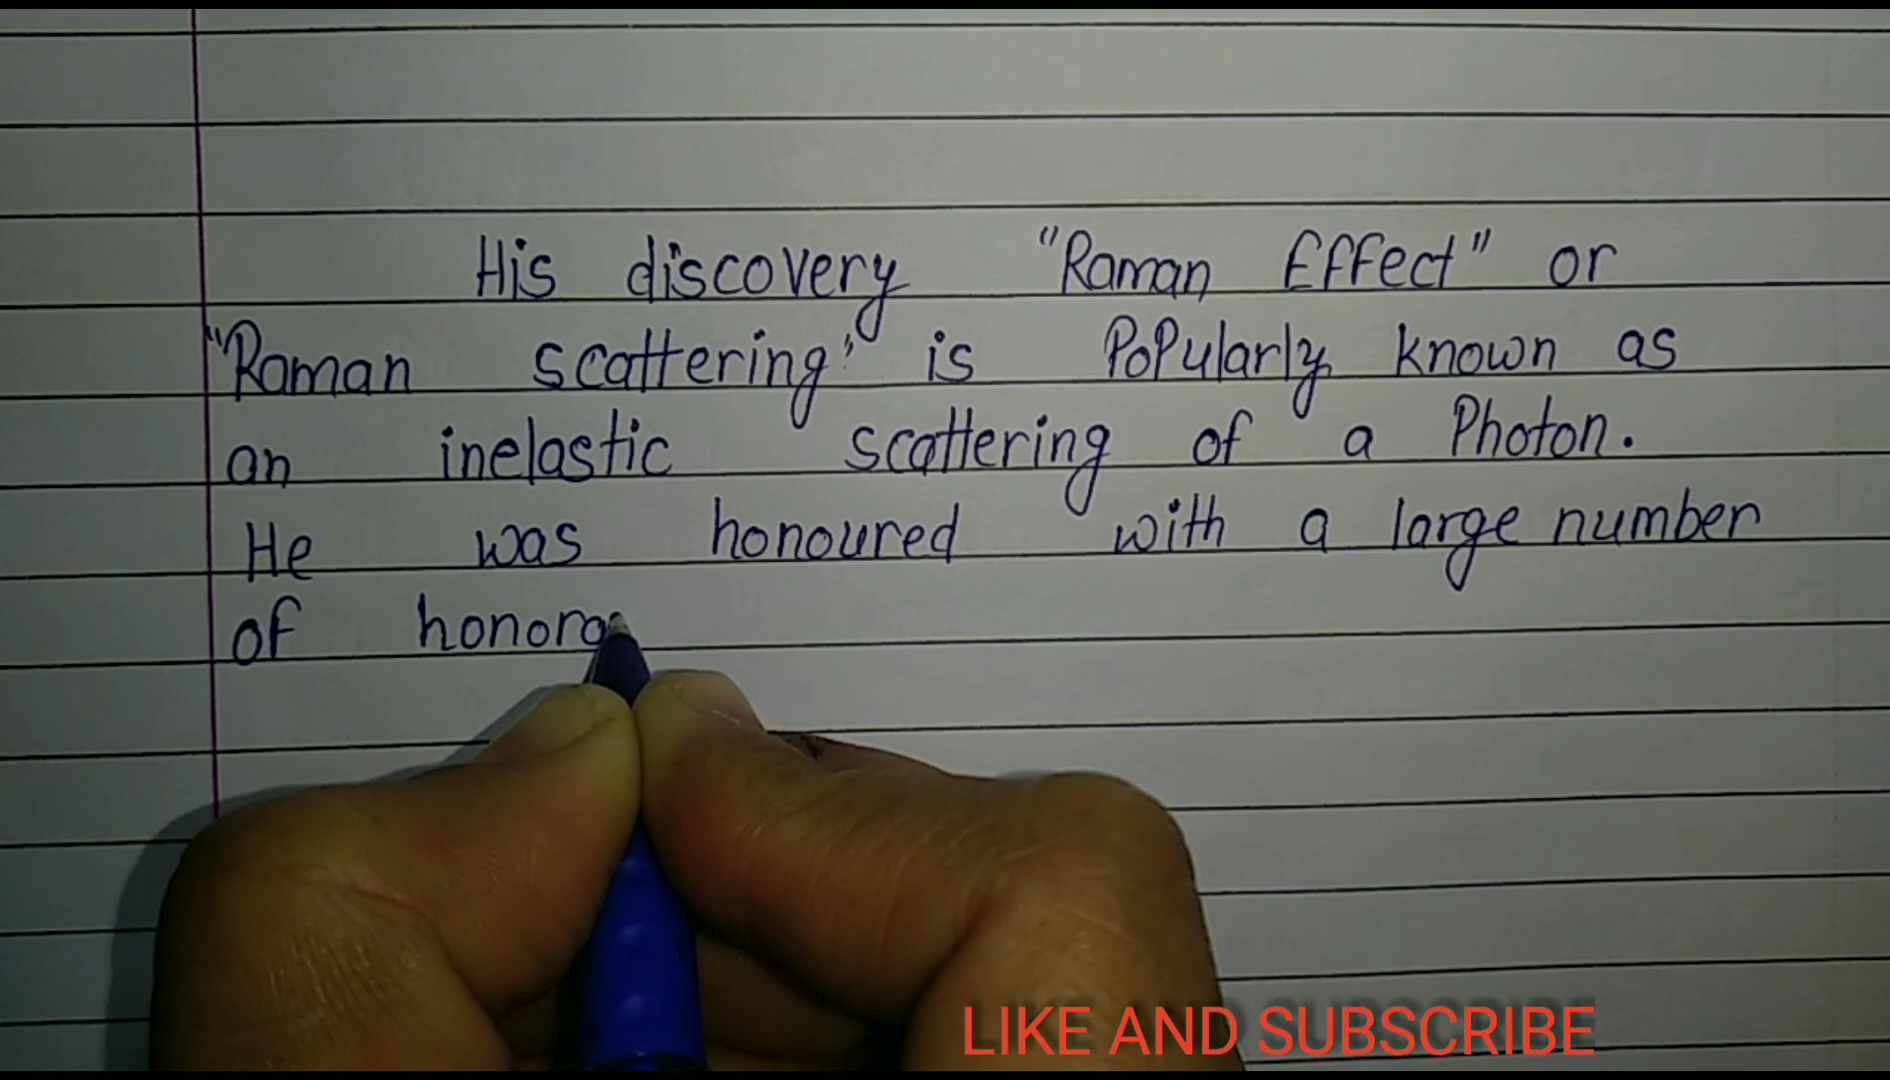 His discovery "Raman Effect" or
"Raman scattering" is Popularly known as
an inelastic scattering of a Photon.
He was honoured with a large number
of honora
LIKE AND SUBSCRIBE